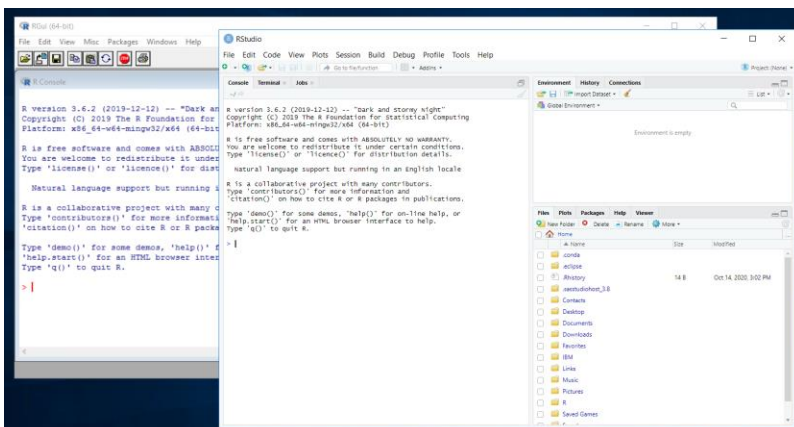 RGui (64-bit)
File Edit View Misc Packages Windows Help
R Console
R version 3.6.2 (2019-12-12) -- "Dark an
Copyright (C) 2019 The R Foundation for
Platform: x86_64-w64-mingw32/x64 (64-bit
R is free software and comes with ABSOLU
You are welcome to redistribute it under
Type 'license()' or 'licence()' for dist
Natural language support but running i
R is a collaborative project with many c
Type 'contributors()' for more informati
'citation()' on how to cite R or R packa
Type 'demo()' for some demos, 'help()' f
'help.start()' for an HTML browser inter
Type 'q()' to quit R.
>
RStudio
File Edit Code View Plots Session Build Debug Profile Tools Help
Go to file/function Addins
Project: (None)
Console Terminal Jobs
~/
R version 3.6.2 (2019-12-12) -- "Dark and Stormy Night"
Copyright (C) 2019 The R Foundation for Statistical Computing
Platform: x86_64-w64-mingw32/x64 (64-bit)
R is free software and comes with ABSOLUTELY NO WARRANTY.
You are welcome to redistribute it under certain conditions.
Type 'license()' or 'licence()' for distribution details.
Natural language support but running in an English locale
R is a collaborative project with many contributors.
Type 'contributors()' for more information and
'citation()' on how to cite R or R packages in publications.
Type 'demo()' for some demos, 'help()' for on-line help, or
'help.start()' for an HTML browser interface to help.
Type 'q()' to quit R.
>
Environment History Connections
Import Dataset List
Global Environment
Environment is empty
Files Plots Packages Help Viewer
New Folder Delete Rename More
Home
Name Size Modified
.conda
.eclipse
.Rhistory 14 B Oct 14, 2020, 3:02 PM
.sasstudiohost_3.8
Contacts
Desktop
Documents
Downloads
Favorites
IBM
Links
Music
Pictures
R
Saved Games